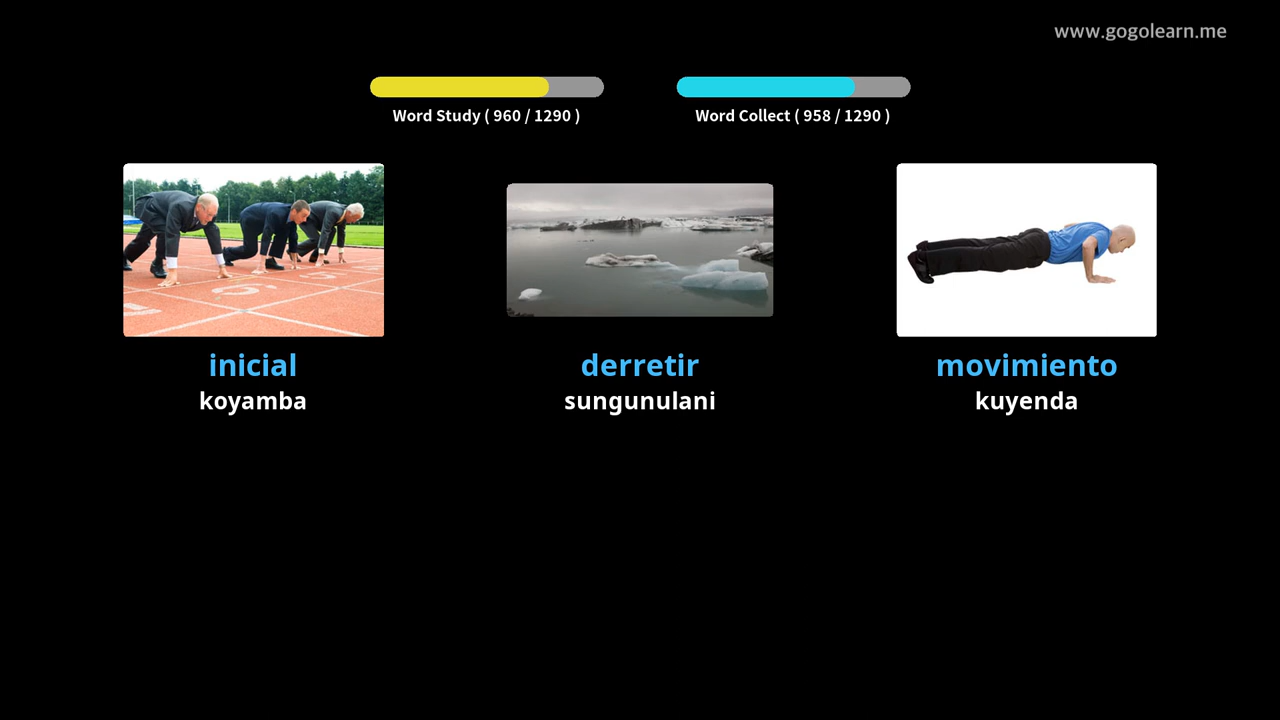 www.gogolearn.me
Word Study ( 960 / 1290 )
Word Collect ( 958 / 1290 )
inicial
koyamba
derretir
sungunulani
movimiento
kuyenda